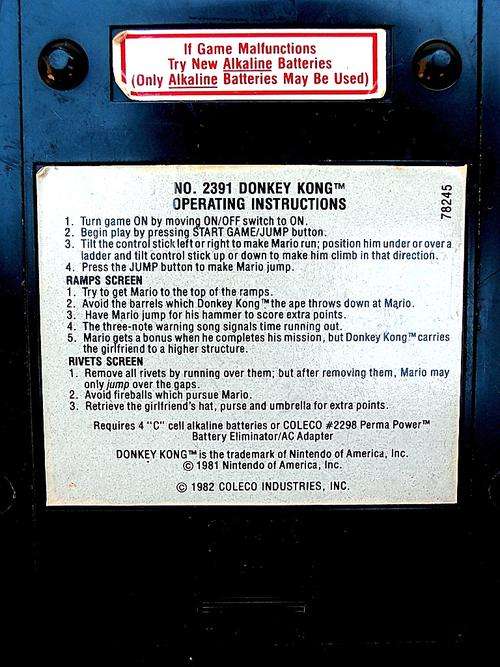 If Game Malfunctions
Try New Alkaline Batteries
(Only Alkaline Batteries May Be Used)
NO. 2391 DONKEY KONG™
OPERATING INSTRUCTIONS
78245
1. Turn game ON by moving ON/OFF switch to ON.
2. Begin play by pressing START GAME/JUMP button.
3. Tilt the control stick left or right to make Mario run; position him under or over a
ladder and tilt control stick up or down to make him climb in that direction.
4. Press the JUMP button to make Mario jump.
RAMPS SCREEN
1. Try to get Mario to the top of the ramps.
2. Avoid the barrels which Donkey Kong™ the ape throws down at Mario.
3. Have Mario jump for his hammer to score extra points.
4. The three-note warning song signals time running out.
5. Mario gets a bonus when he completes his mission, but Donkey Kong™ carries
the girlfriend to a higher structure.
RIVETS SCREEN
1. Remove all rivets by running over them; but after removing them, Mario may
only jump over the gaps.
2. Avoid fireballs which pursue Mario.
3. Retrieve the girlfriend's hat, purse and umbrella for extra points.
Requires 4 "C" cell alkaline batteries or COLECO #2298 Perma Power™
Battery Eliminator/AC Adapter
DONKEY KONG™ is the trademark of Nintendo of America, Inc.
© 1981 Nintendo of America, Inc.
© 1982 COLECO INDUSTRIES, INC.